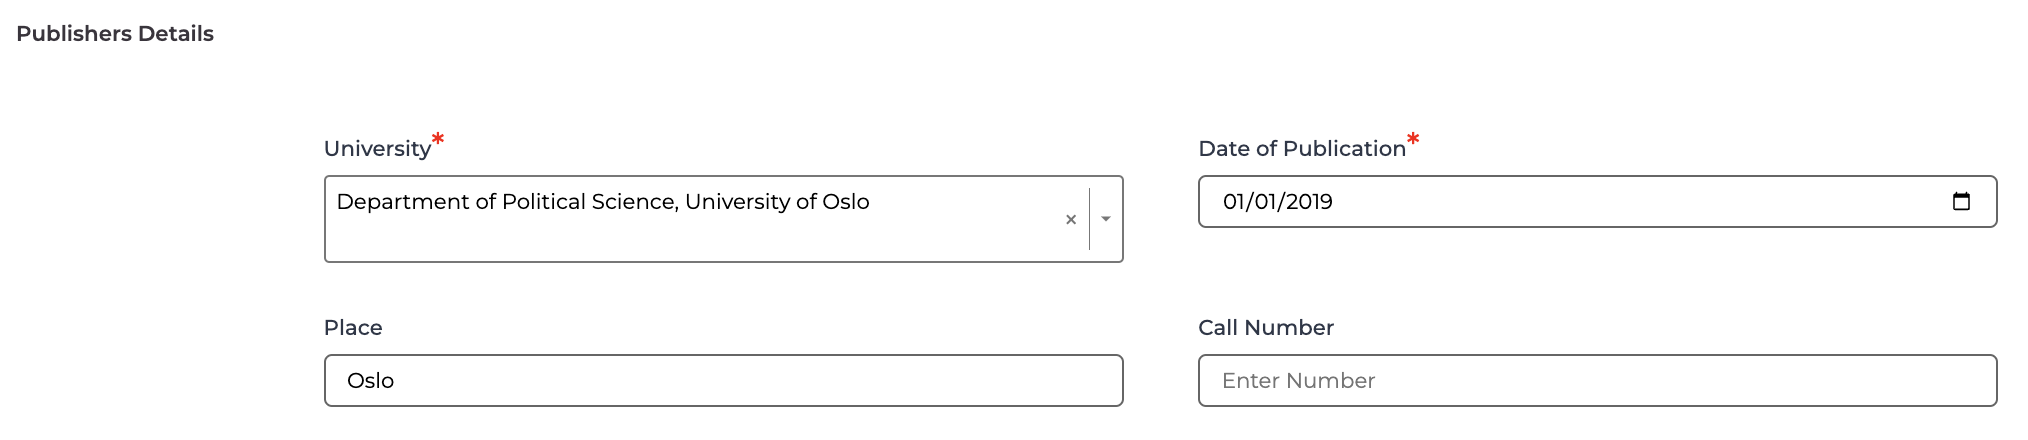 Publishers Details
University* Date of Publication*
Department of Political Science, University of Oslo × 01/01/2019
Place Call Number
Oslo Enter Number